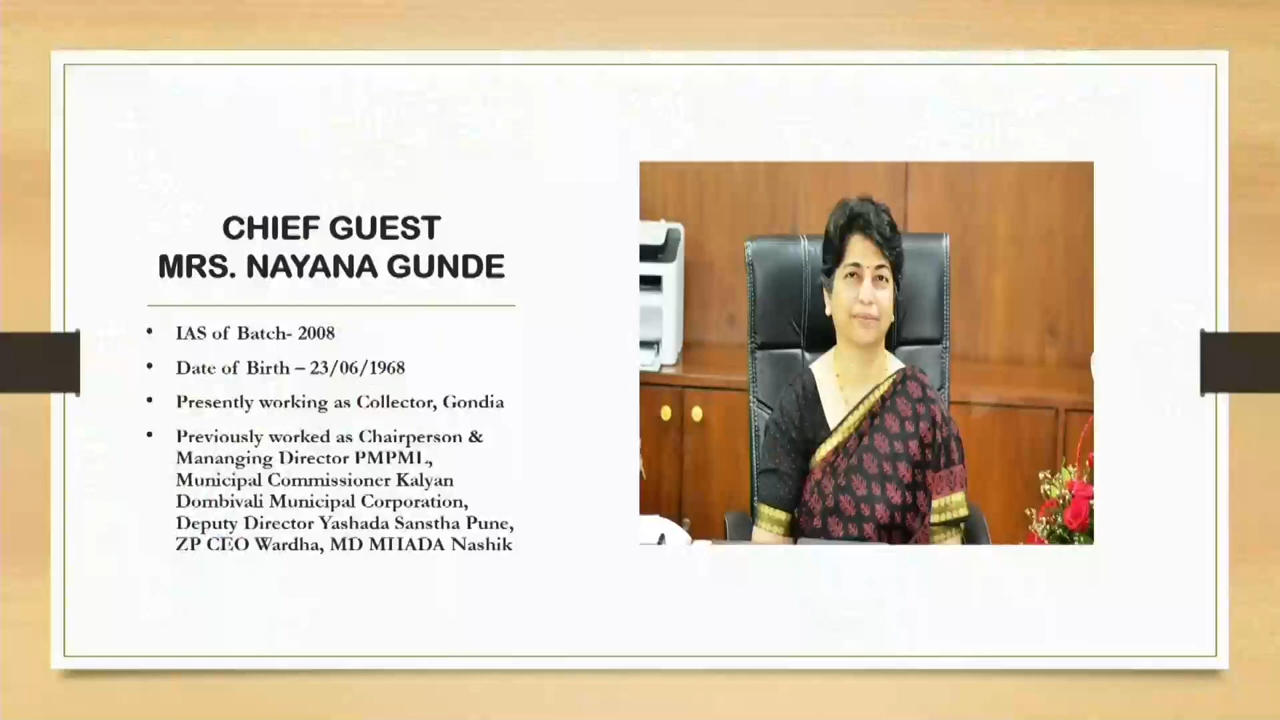 CHIEF GUEST
MRS. NAYANA GUNDE
• IAS of Batch- 2008
• Date of Birth – 23/06/1968
• Presently working as Collector, Gondia
• Previously worked as Chairperson &
Mananging Director PMPML,
Municipal Commissioner Kalyan
Dombivali Municipal Corporation,
Deputy Director Yashada Sanstha Pune,
ZP CEO Wardha, MD MHADA Nashik